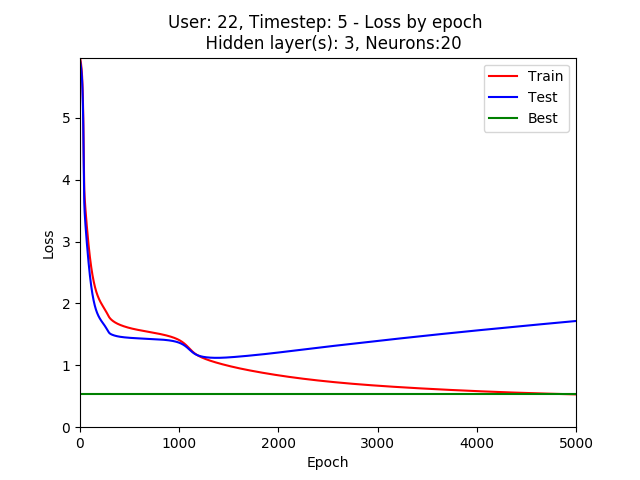 User: 22, Timestep: 5 - Loss by epoch
Hidden layer(s): 3, Neurons:20
Train
Test
Best
Loss
5
4
3
2
1
0
0 1000 2000 3000 4000 5000
Epoch